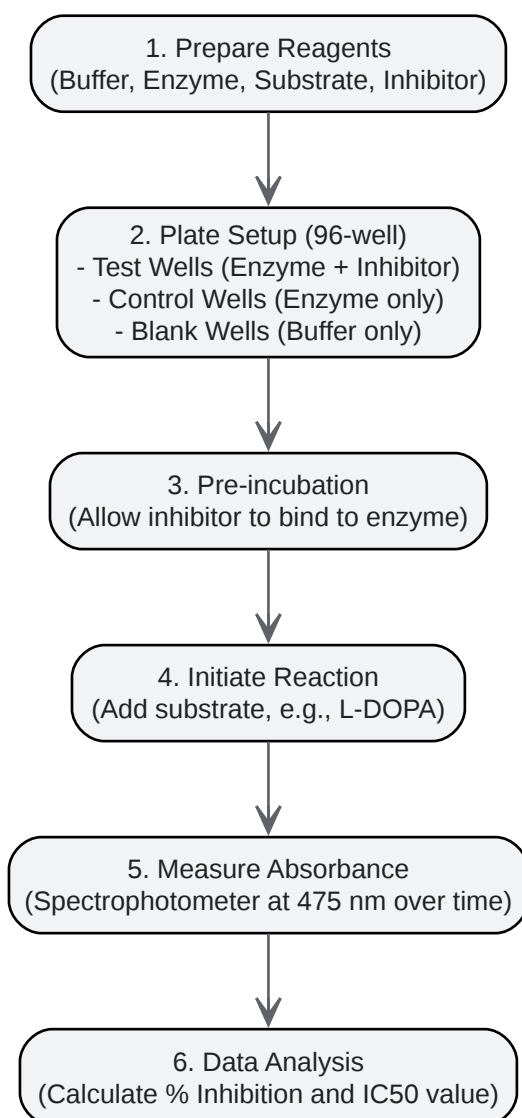 1. Prepare Reagents
(Buffer, Enzyme, Substrate, Inhibitor)
2. Plate Setup (96-well)
- Test Wells (Enzyme + Inhibitor)
- Control Wells (Enzyme only)
- Blank Wells (Buffer only)
3. Pre-incubation
(Allow inhibitor to bind to enzyme)
4. Initiate Reaction
(Add substrate, e.g., L-DOPA)
5. Measure Absorbance
(Spectrophotometer at 475 nm over time)
6. Data Analysis
(Calculate % Inhibition and IC50 value)